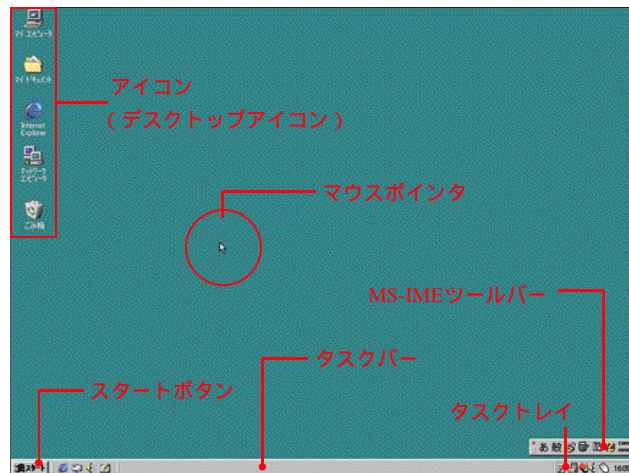 マイ コンピュータ
マイ ドキュメント
アイコン
(デスクトップアイコン)
Internet
Explorer
ネットワーク
コンピュータ
マウスポインタ
ごみ箱
MS-IMEツールバー
タスクバー
スタートボタン
タスクトレイ
あ 般
スタート
16:05